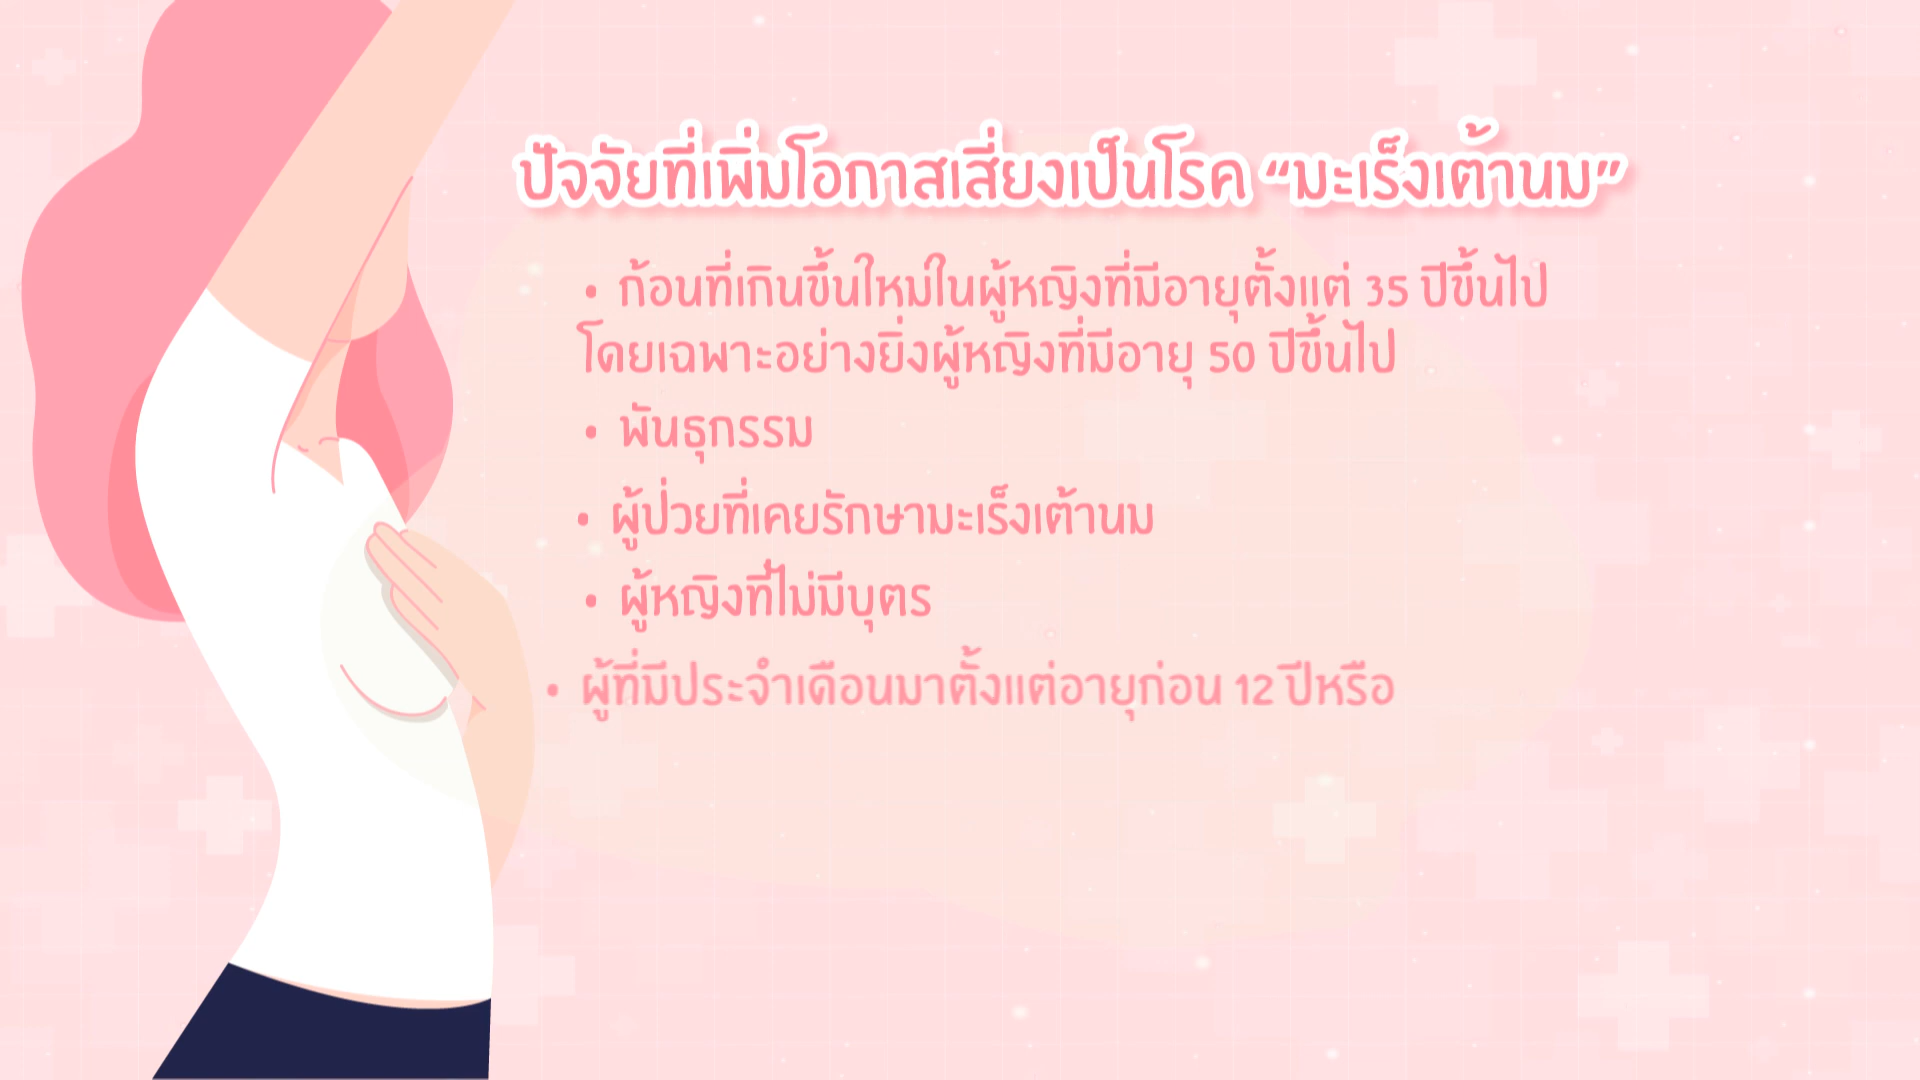 ปัจจัยที่เพิ่มโอกาสเสี่ยงเป็นโรค “มะเร็งเต้านม”
• ก้อนที่เกินขึ้นใหม่ในผู้หญิงที่มีอายุตั้งแต่ 35 ปีขึ้นไป
โดยเฉพาะอย่างยิ่งผู้หญิงที่มีอายุ 50 ปีขึ้นไป
• พันธุกรรม
• ผู้ป่วยที่เคยรักษามะเร็งเต้านม
• ผู้หญิงที่ไม่มีบุตร
• ผู้ที่มีประจำเดือนมาตั้งแต่อายุก่อน 12 ปีหรือ